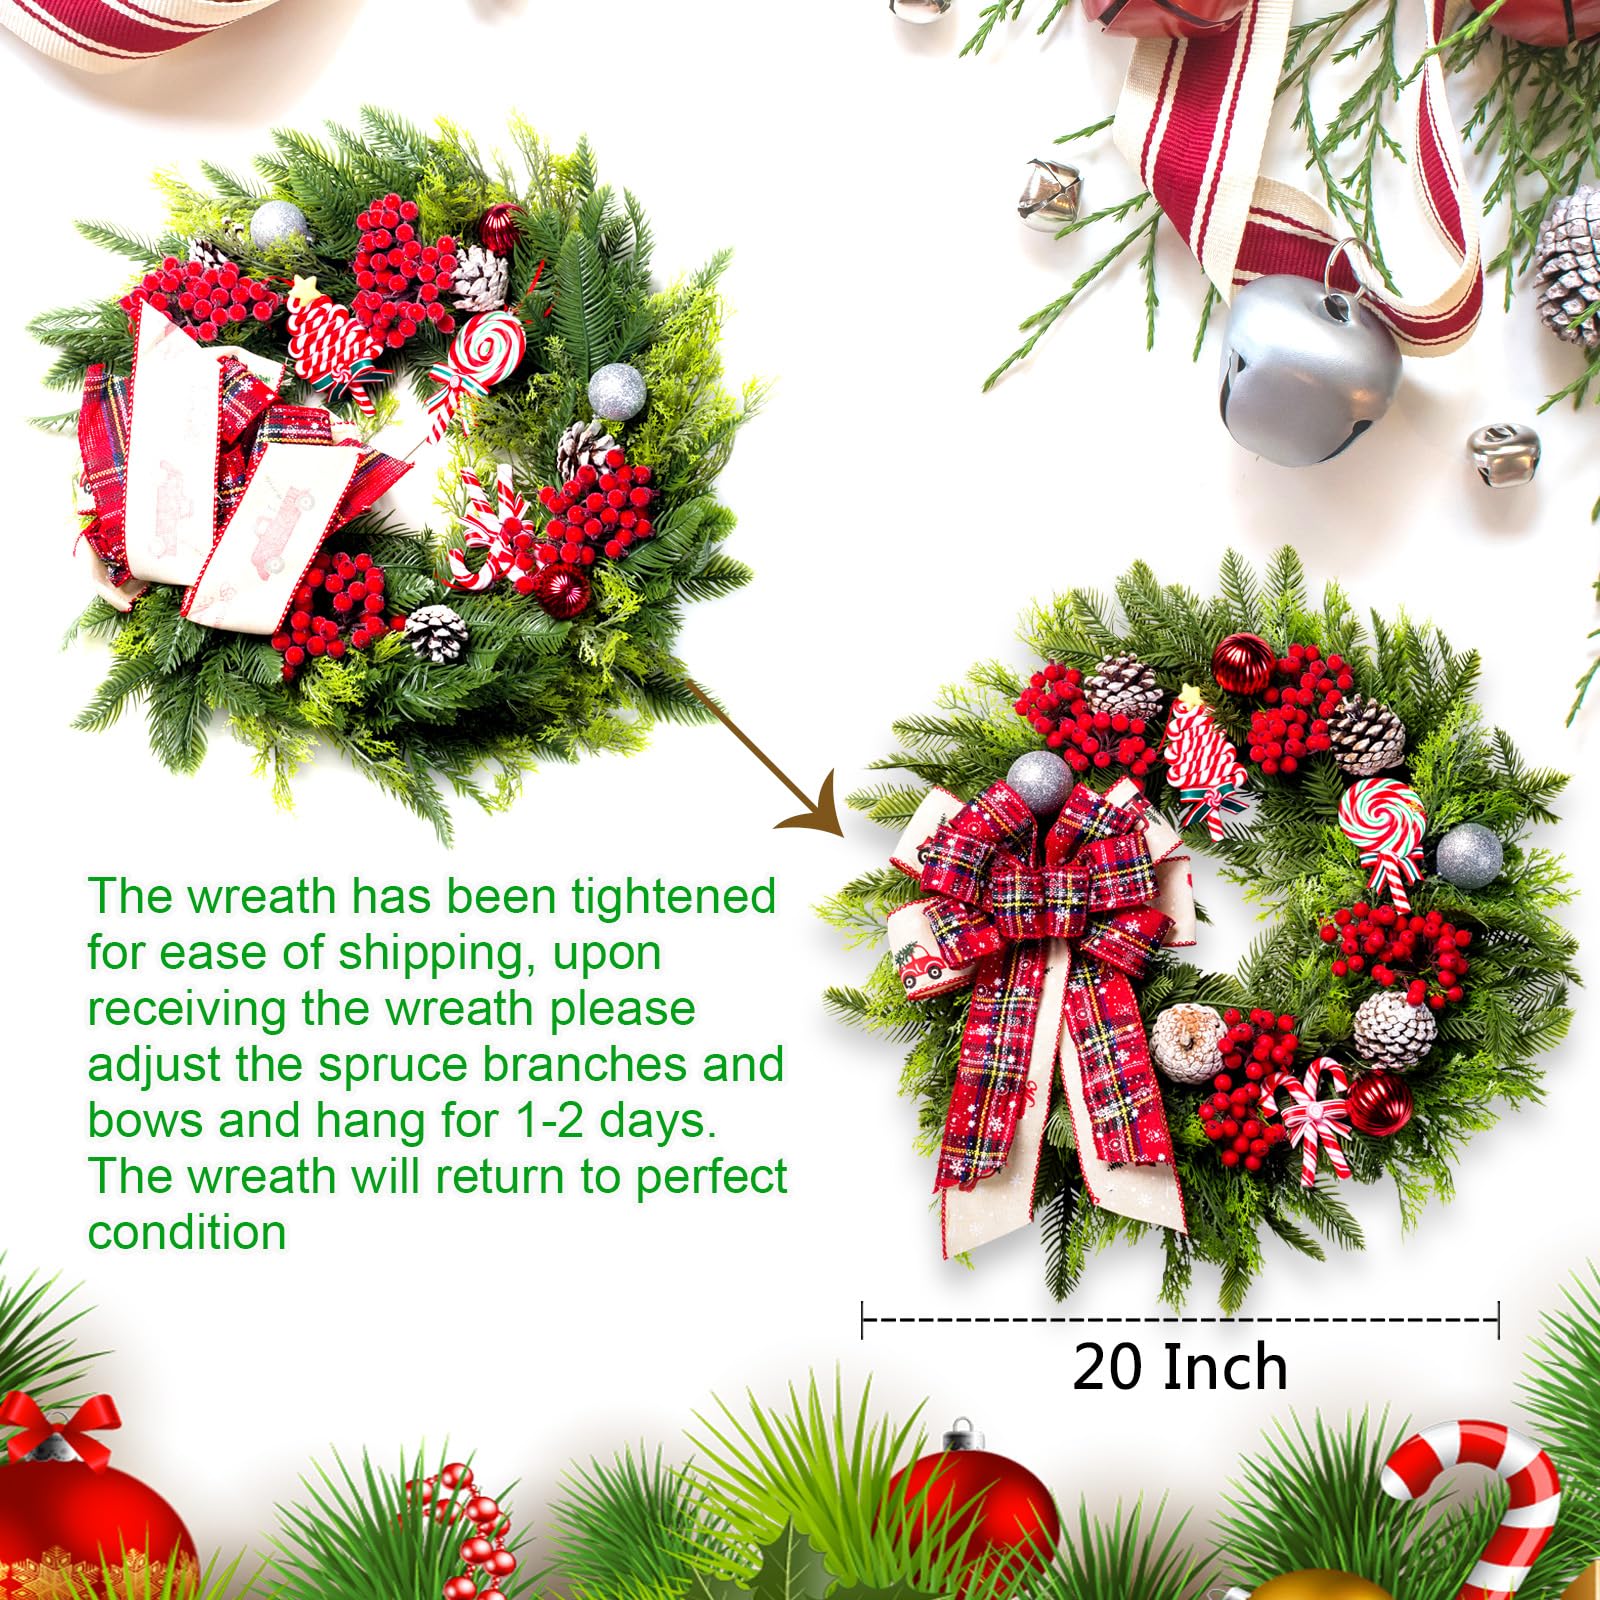 The wreath has been tightened
for ease of shipping, upon
receiving the wreath please
adjust the spruce branches and
bows and hang for 1-2 days.
The wreath will return to perfect
condition
20 Inch